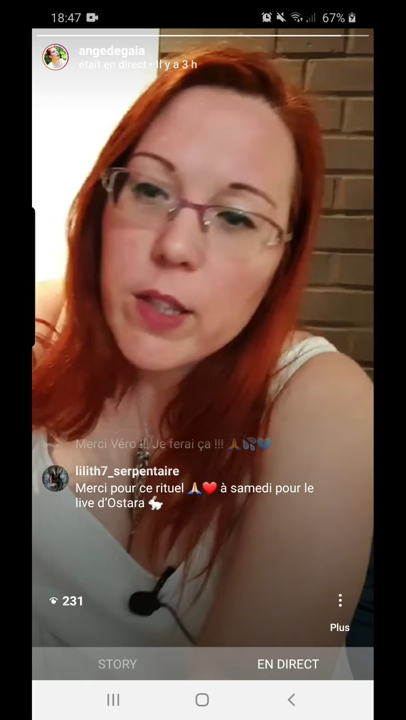 18:47
67%
angedegaia
était en direct • Il y a 3 h
Merci Véro !!! Je ferai ça !!! 🙏💦💙
lilith7_serpentaire
Merci pour ce rituel 🙏❤️ à samedi pour le
live d'Ostara 🐇
231
Plus
STORY
EN DIRECT